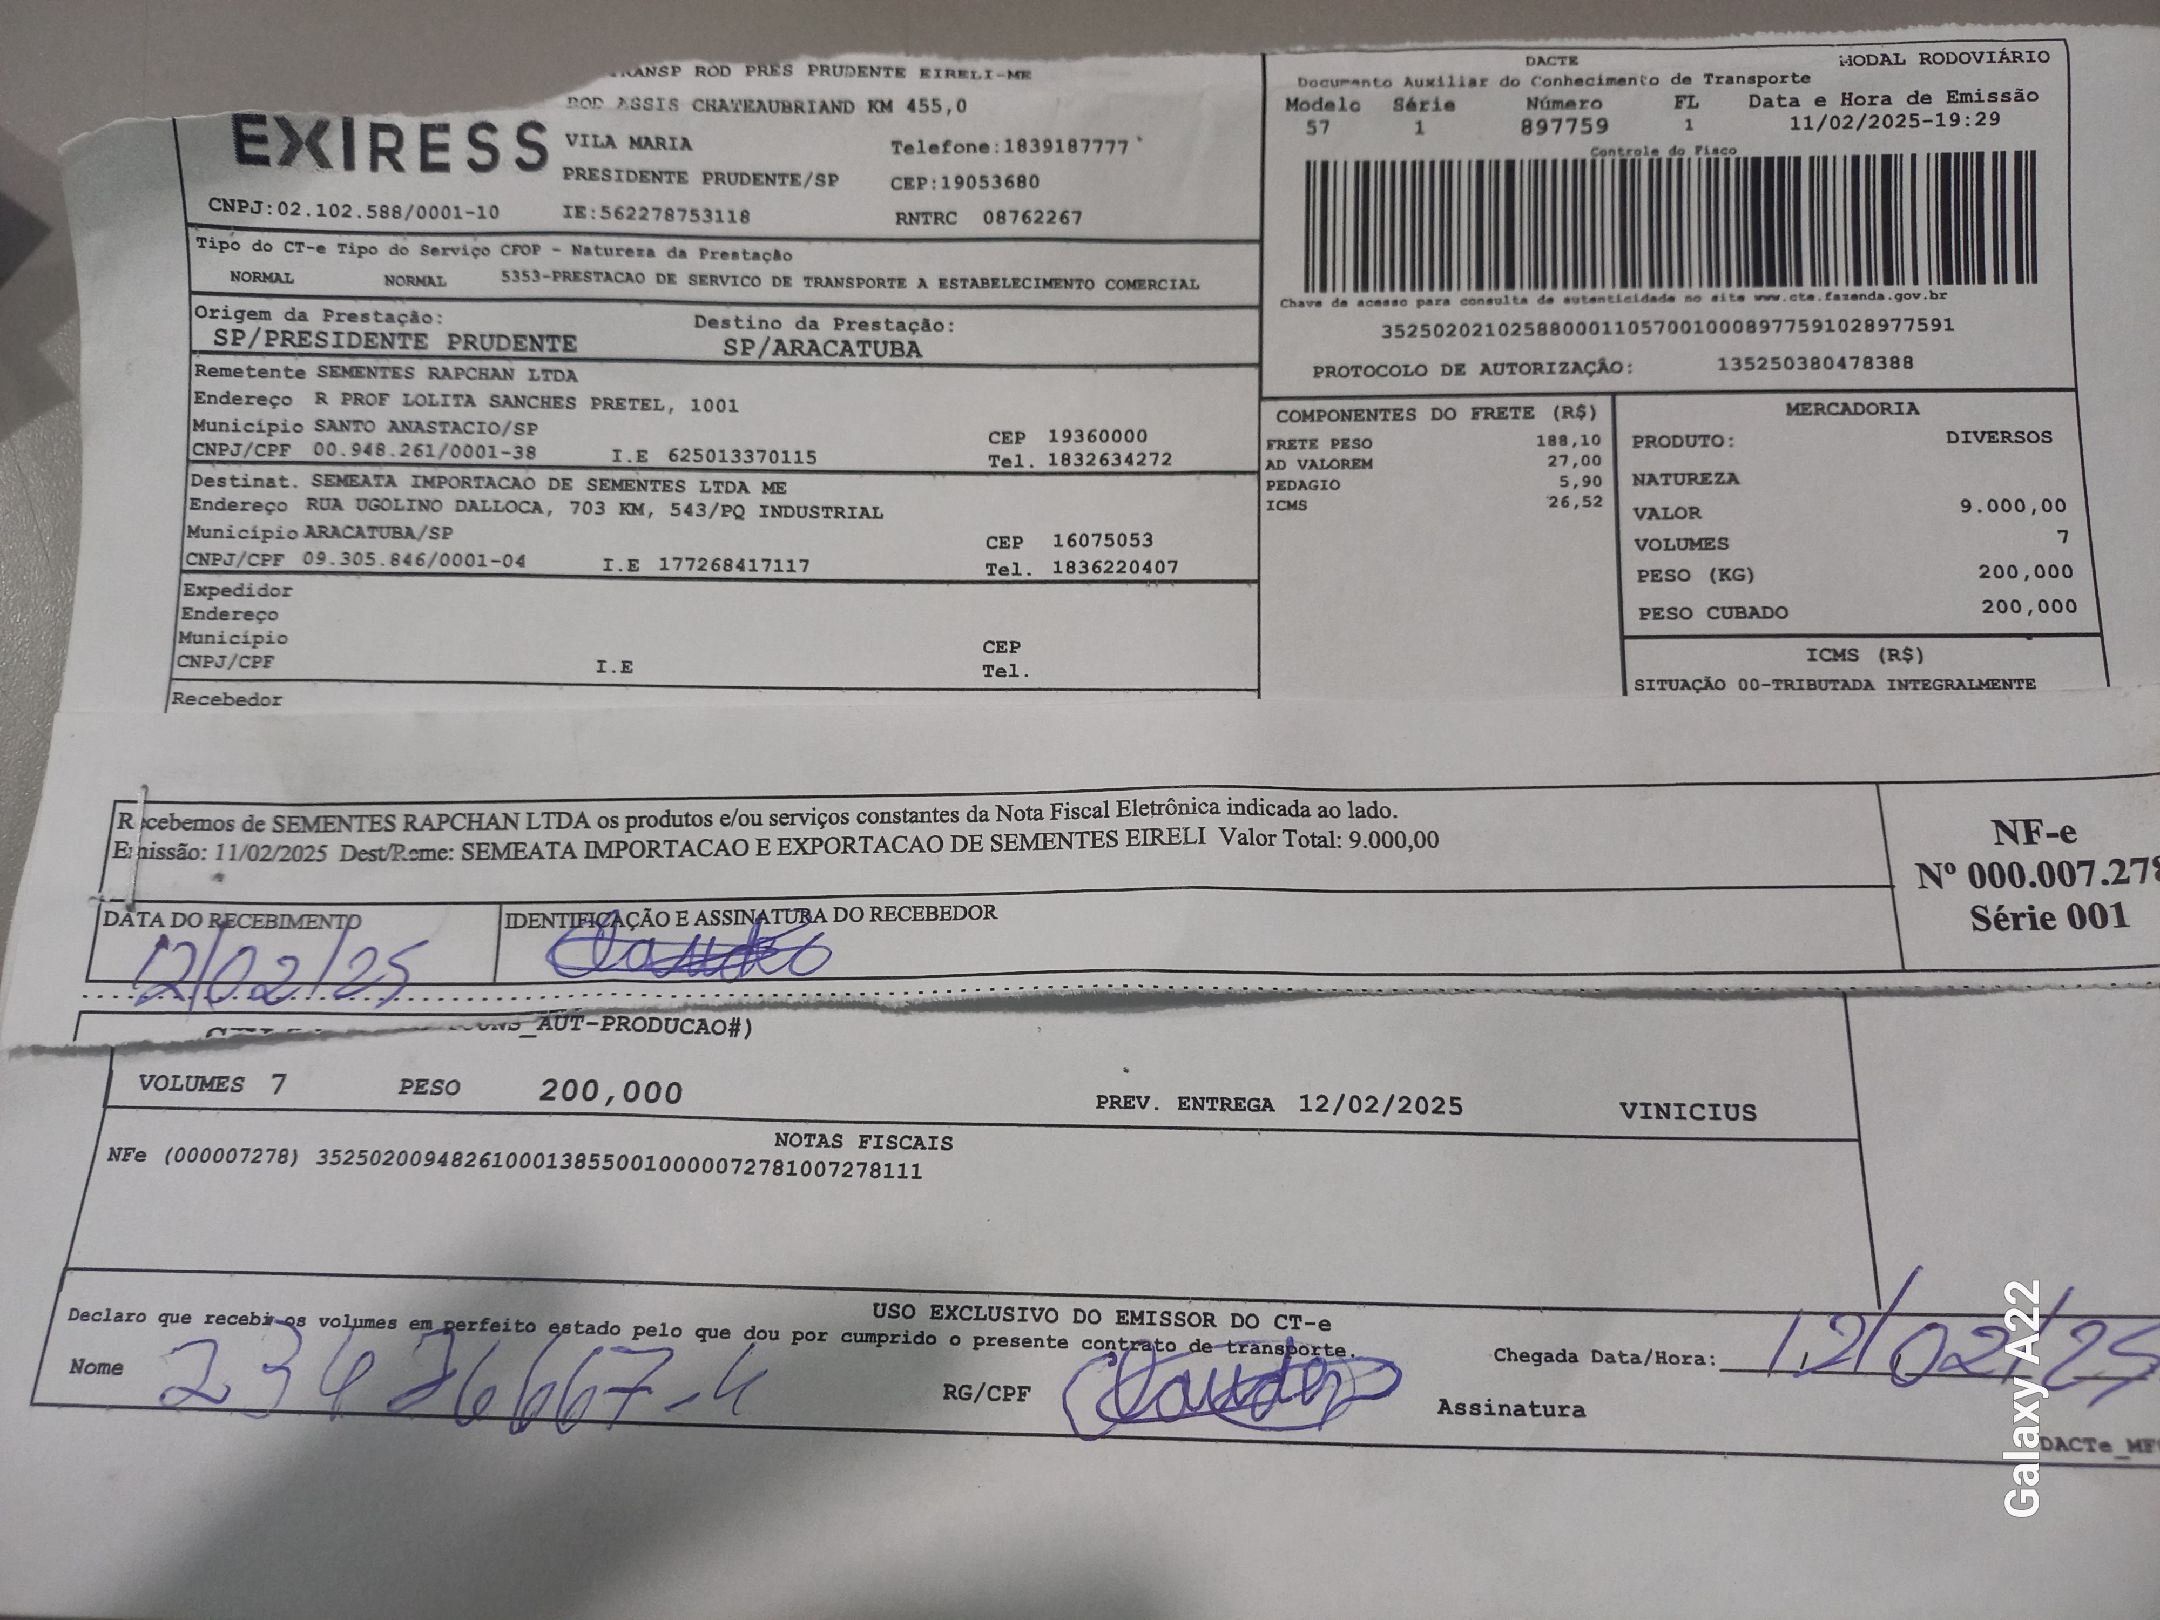 TRANSP ROD PRES PRUDENTE EIRELI-ME
ROD ASSIS CHATEAUBRIAND KM 455,0
EXIRESS
VILA MARIA
Telefone:1839187777
PRESIDENTE PRUDENTE/SP
CEP:19053680
CNPJ:02.102.588/0001-10
IE:562278753118
RNTRC 08762267
DACTE
MODAL RODOVIÁRIO
Documento Auxiliar do Conhecimento de Transporte
Modelo Série Número FL Data e Hora de Emissão
57 1 897759 1 11/02/2025-19:29
Controle do Fisco
Chave de acesso para consulta de autenticidade no site www.cte.fazenda.gov.br
35250202102588000110570010008977591028977591
PROTOCOLO DE AUTORIZAÇÃO: 135250380478388
Tipo do CT-e Tipo do Serviço CFOP - Natureza da Prestação
NORMAL NORMAL 5353-PRESTACAO DE SERVICO DE TRANSPORTE A ESTABELECIMENTO COMERCIAL
Origem da Prestação: Destino da Prestação:
SP/PRESIDENTE PRUDENTE SP/ARACATUBA
Remetente SEMENTES RAPCHAN LTDA
Endereço R PROF LOLITA SANCHES PRETEL, 1001
Município SANTO ANASTACIO/SP CEP 19360000
CNPJ/CPF 00.948.261/0001-38 I.E 625013370115 Tel. 1832634272
Destinat. SEMEATA IMPORTACAO DE SEMENTES LTDA ME
Endereço RUA UGOLINO DALLOCA, 703 KM, 543/PQ INDUSTRIAL
Município ARACATUBA/SP CEP 16075053
CNPJ/CPF 09.305.846/0001-04 I.E 177268417117 Tel. 1836220407
Expedidor
Endereço
Município CEP
CNPJ/CPF I.E Tel.
Recebedor
COMPONENTES DO FRETE (R$)
FRETE PESO 188,10
AD VALOREM 27,00
PEDAGIO 5,90
ICMS 26,52
MERCADORIA
PRODUTO: DIVERSOS
NATUREZA
VALOR 9.000,00
VOLUMES 7
PESO (KG) 200,000
PESO CUBADO 200,000
ICMS (R$)
SITUAÇÃO 00-TRIBUTADA INTEGRALMENTE
Recebemos de SEMENTES RAPCHAN LTDA os produtos e/ou serviços constantes da Nota Fiscal Eletrônica indicada ao lado.
Emissão: 11/02/2025 Dest/Reme: SEMEATA IMPORTACAO E EXPORTACAO DE SEMENTES EIRELI Valor Total: 9.000,00
NF-e
Nº 000.007.278
Série 001
DATA DO RECEBIMENTO IDENTIFICAÇÃO E ASSINATURA DO RECEBEDOR
12/02/25
_AUT-PRODUCAO#)
VOLUMES 7 PESO 200,000 PREV. ENTREGA 12/02/2025 VINICIUS
NOTAS FISCAIS
NFe (000007278) 35250200948261000138550010000072781007278111
USO EXCLUSIVO DO EMISSOR DO CT-e
Declaro que recebi os volumes em perfeito estado pelo que dou por cumprido o presente contrato de transporte.
Nome RG/CPF Chegada Data/Hora: 12/02/25
Assinatura
DACTe_MF
Galaxy A22